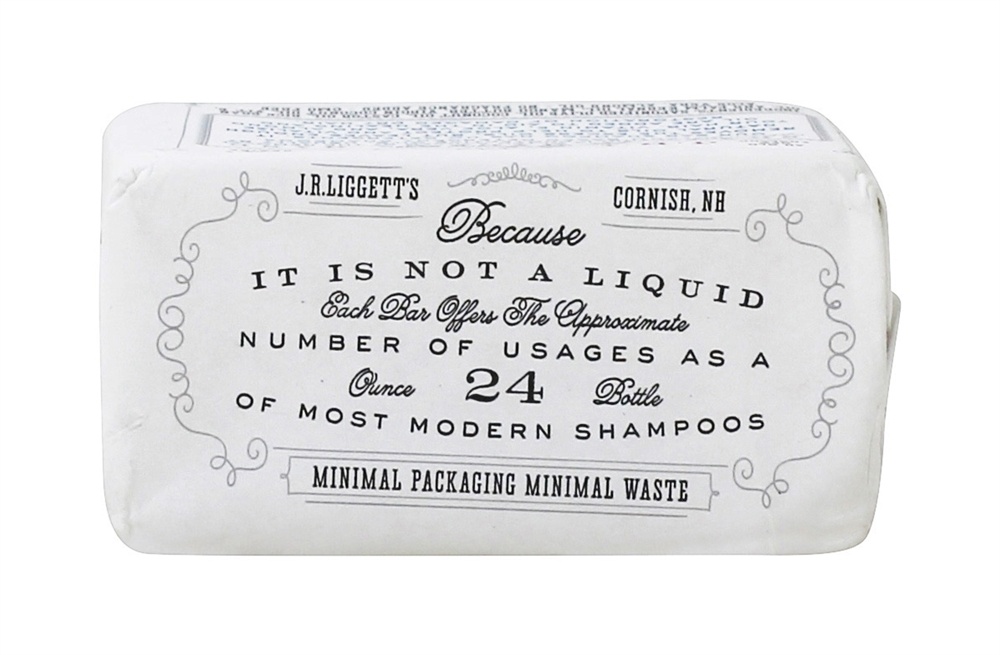 J.R.LIGGETT'S
CORNISH, NH
Because
IT IS NOT A LIQUID
Each Bar Offers The Approximate
NUMBER OF USAGES AS A
Ounce 24 Bottle
OF MOST MODERN SHAMPOOS
MINIMAL PACKAGING MINIMAL WASTE